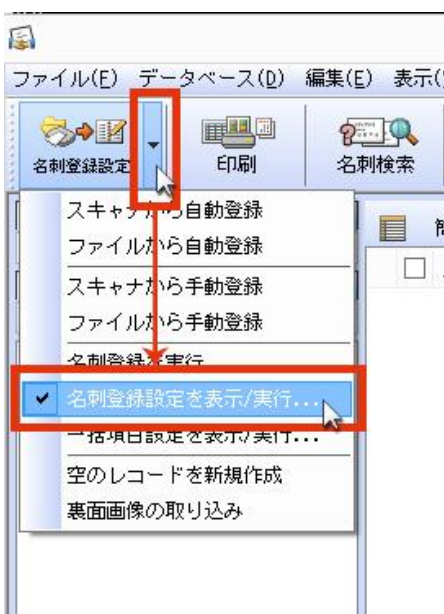 ファイル(F) データベース(D) 編集(E) 表示(
名刺登録設定 印刷 名刺検索
スキャナから自動登録
ファイルから自動登録
スキャナから手動登録
ファイルから手動登録
名刺登録を実行
名刺登録設定を表示/実行...
一括項目設定を表示/実行...
空のレコードを新規作成
裏面画像の取り込み